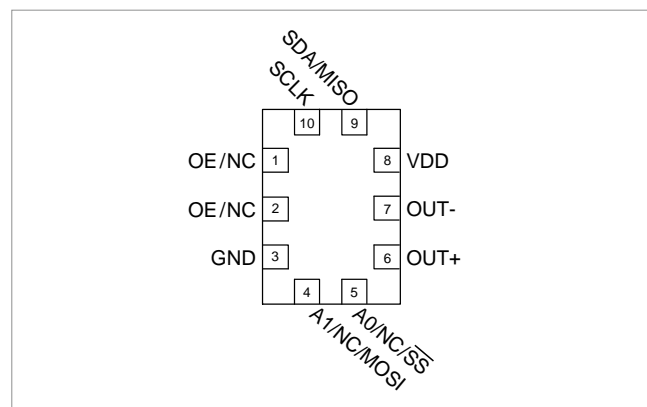 SDA/MISO
SCLK
10 9
OE/NC 1 8 VDD
OE/NC 2 7 OUT-
GND 3 6 OUT+
4 5
A1/NC/MOSI
A0/NC/S̅S̅